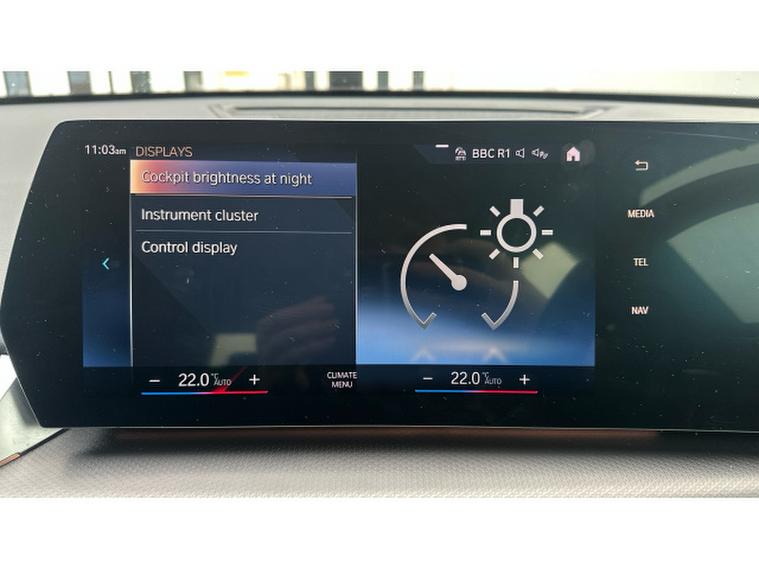 11:03am DISPLAYS BBC R1
Cockpit brightness at night
Instrument cluster
Control display
MEDIA
TEL
NAV
− 22.0°C AUTO +
CLIMATE
MENU
− 22.0°C AUTO +